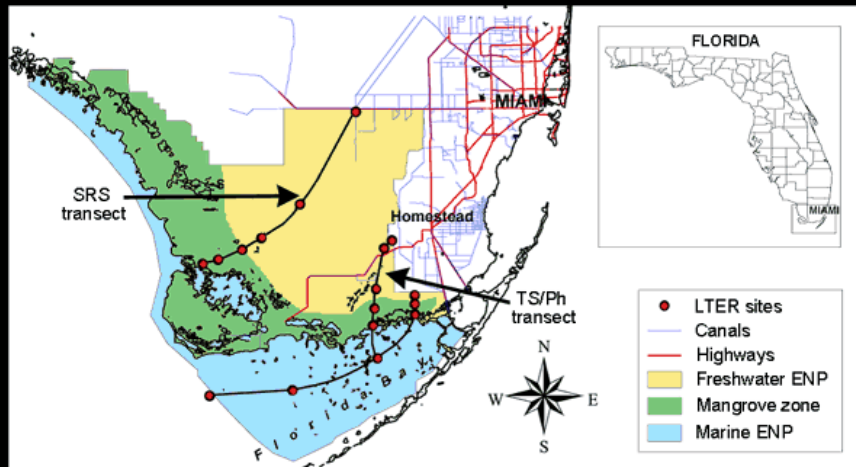 FLORIDA
MIAMI
MIAMI
SRS
transect
Homestead
TS/Ph
transect
Florida Bay
N
W E
S
LTER sites
Canals
Highways
Freshwater ENP
Mangrove zone
Marine ENP